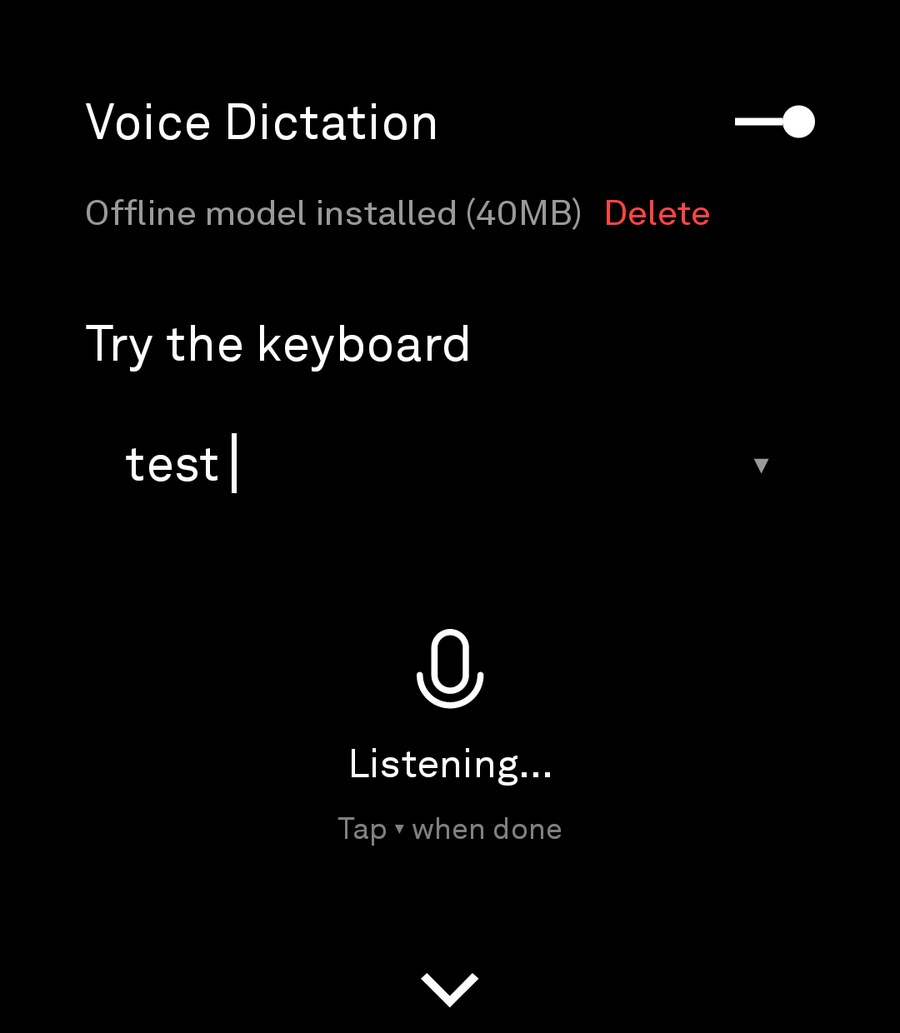 Voice Dictation
Offline model installed (40MB) Delete
Try the keyboard
test
Listening...
Tap ▾ when done